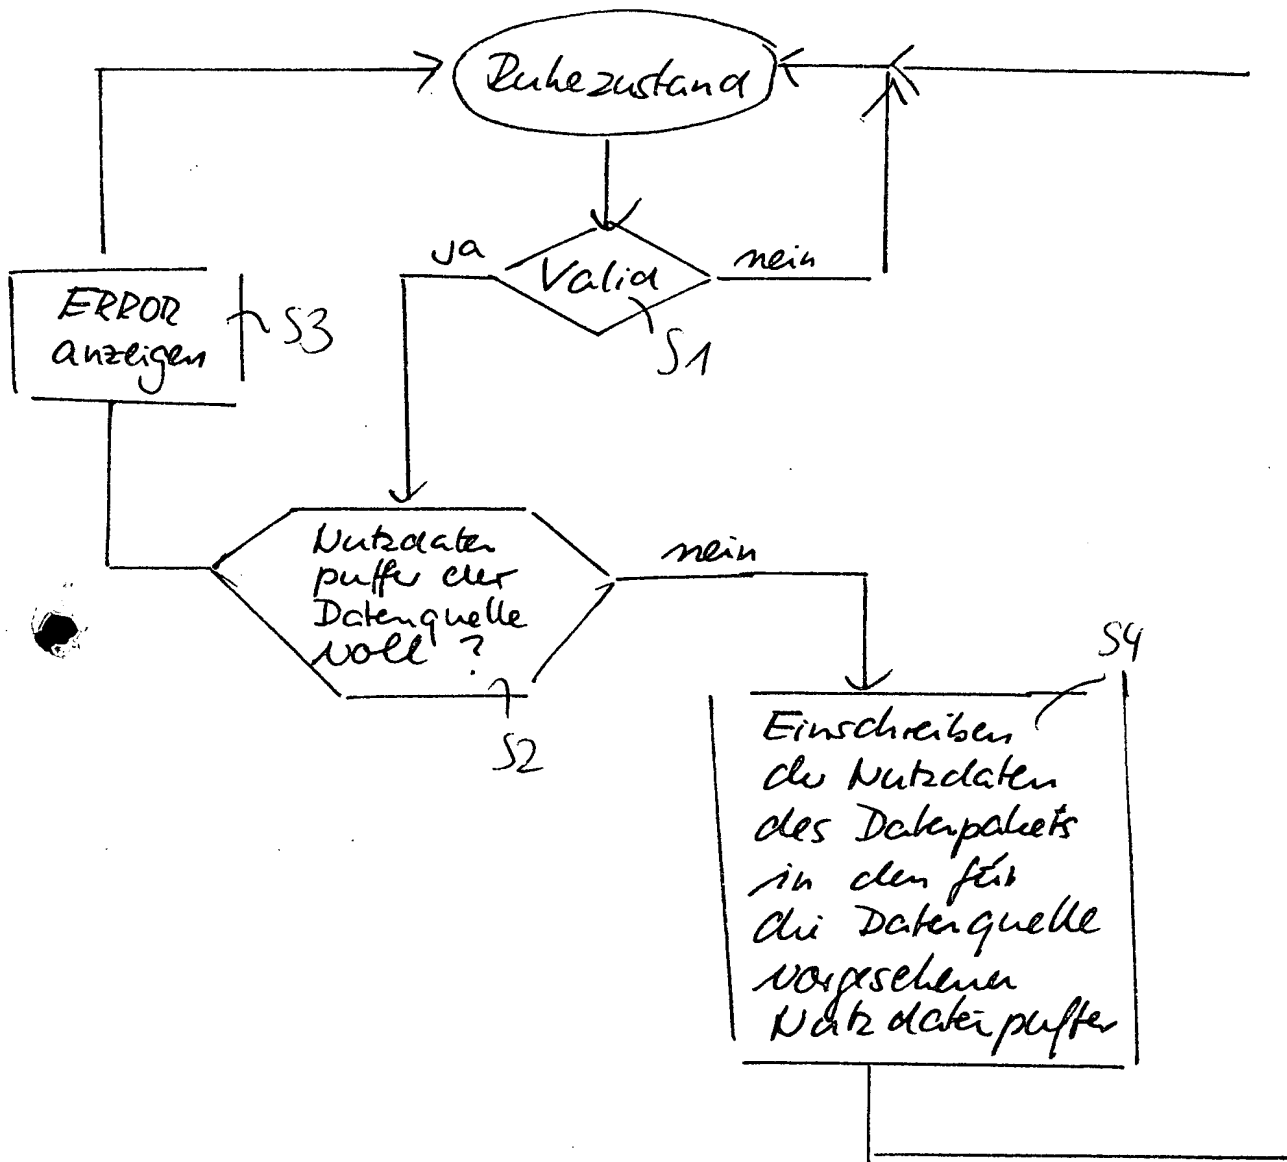 Ruhezustand
ja
Valid
nein
S1
ERROR
anzeigen
S3
Nutzdaten
puffer der
Datenquelle
voll ?
nein
S2
S4
Einschreiben
der Nutzdaten
des Datenpakets
in den für
die Datenquelle
vorgesehenen
Nutzdatenpuffer